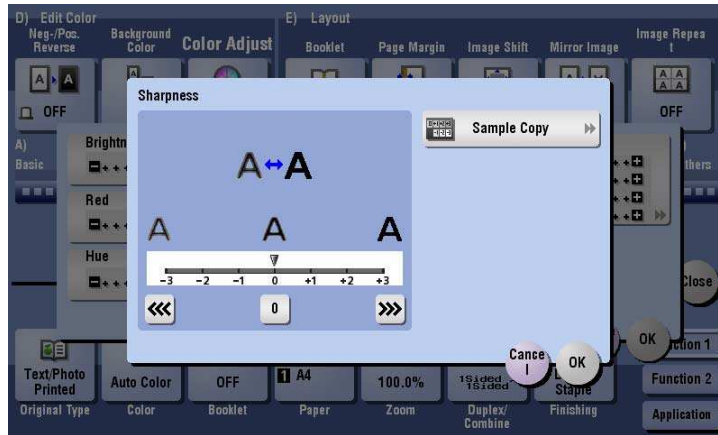 D) Edit Color
E) Layout
Neg-/Pos.
Reverse
Background
Color
Color Adjust
Booklet
Page Margin
Image Shift
Mirror Image
Image Repea
t
OFF
OFF
A)
Basic
thers
Brightn
Red
Hue
Sharpness
Sample Copy
A↔A
A A A
-3 -2 -1 0 +1 +2 +3
0
Close
Cance
l
OK
OK
ction 1
Text/Photo
Printed
Auto Color
OFF
1 A4
100.0%
1Sided
1Sided
Staple
Function 2
Original Type
Color
Booklet
Paper
Zoom
Duplex/
Combine
Finishing
Application